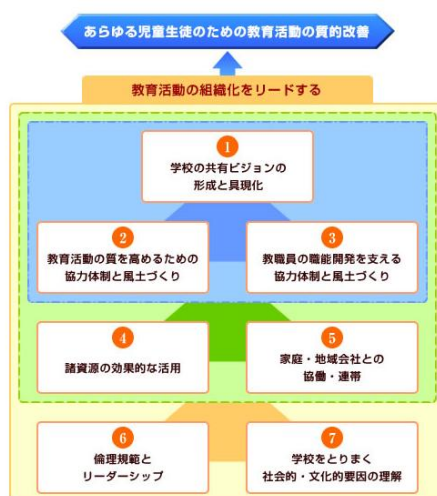 あらゆる児童生徒のための教育活動の質的改善
教育活動の組織化をリードする
1
学校の共有ビジョンの
形成と具現化
2
教育活動の質を高めるための
協力体制と風土づくり
3
教職員の職能開発を支える
協力体制と風土づくり
4
諸資源の効果的な活用
5
家庭・地域会社との
協働・連帯
6
倫理規範と
リーダーシップ
7
学校をとりまく
社会的・文化的要因の理解